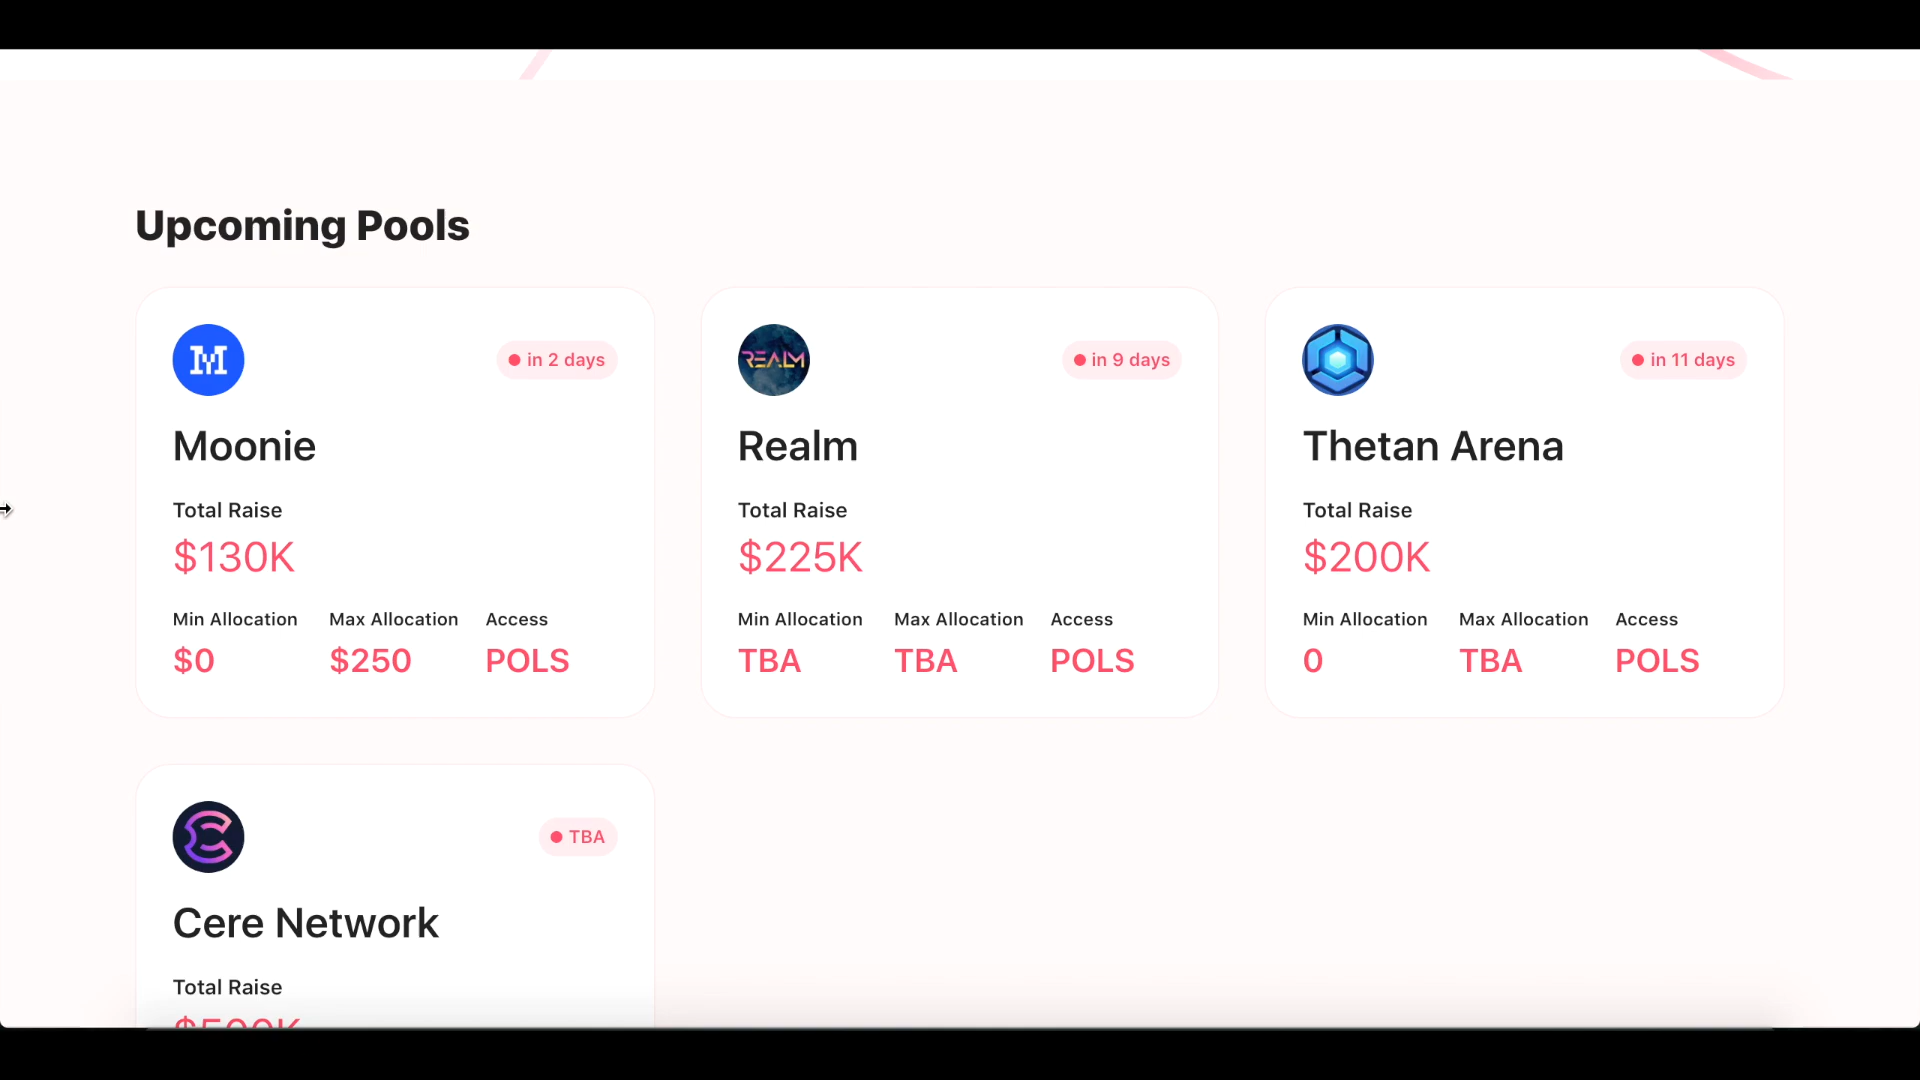 Upcoming Pools
M
in 2 days
Moonie
Total Raise
$130K
Min Allocation Max Allocation Access
$0 $250 POLS
REALM
in 9 days
Realm
Total Raise
$225K
Min Allocation Max Allocation Access
TBA TBA POLS
in 11 days
Thetan Arena
Total Raise
$200K
Min Allocation Max Allocation Access
0 TBA POLS
TBA
Cere Network
Total Raise
$500K